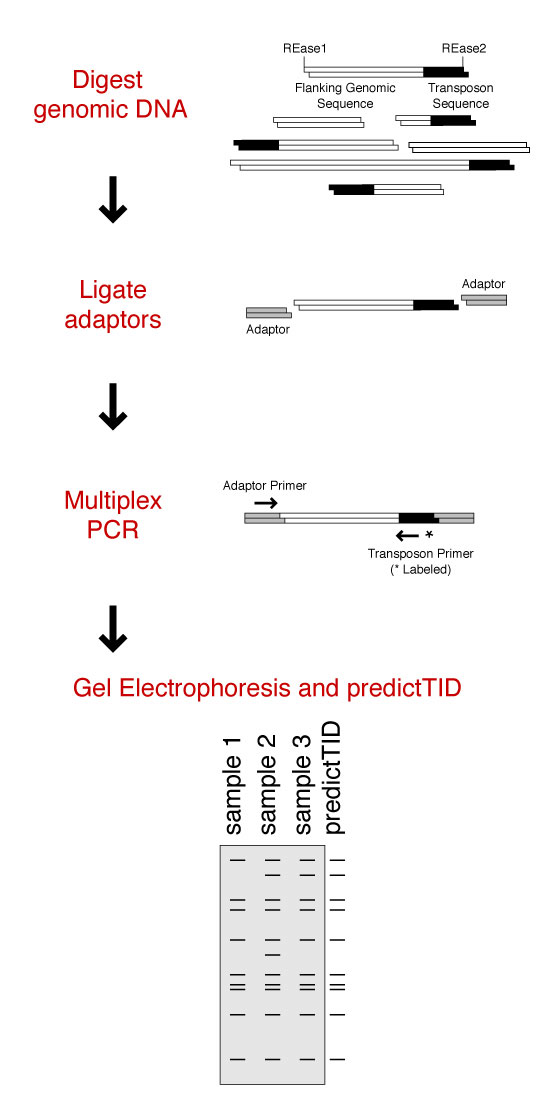 Digest
genomic DNA
REase1
REase2
Flanking Genomic
Sequence
Transposon
Sequence
Ligate
adaptors
Adaptor
Adaptor
Multiplex
PCR
Adaptor Primer
*
Transposon Primer
(* Labeled)
Gel Electrophoresis and predictTID
sample 1
sample 2
sample 3
predictTID